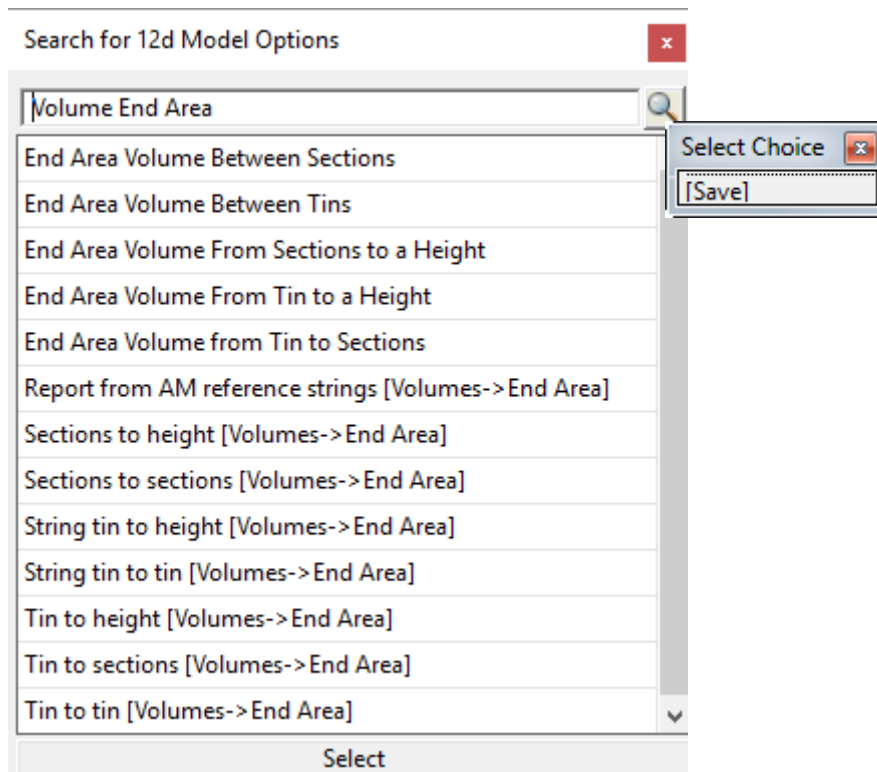 Search for 12d Model Options
x
Volume End Area
Select Choice
x
[Save]
End Area Volume Between Sections
End Area Volume Between Tins
End Area Volume From Sections to a Height
End Area Volume From Tin to a Height
End Area Volume from Tin to Sections
Report from AM reference strings [Volumes->End Area]
Sections to height [Volumes->End Area]
Sections to sections [Volumes->End Area]
String tin to height [Volumes->End Area]
String tin to tin [Volumes->End Area]
Tin to height [Volumes->End Area]
Tin to sections [Volumes->End Area]
Tin to tin [Volumes->End Area]
Select